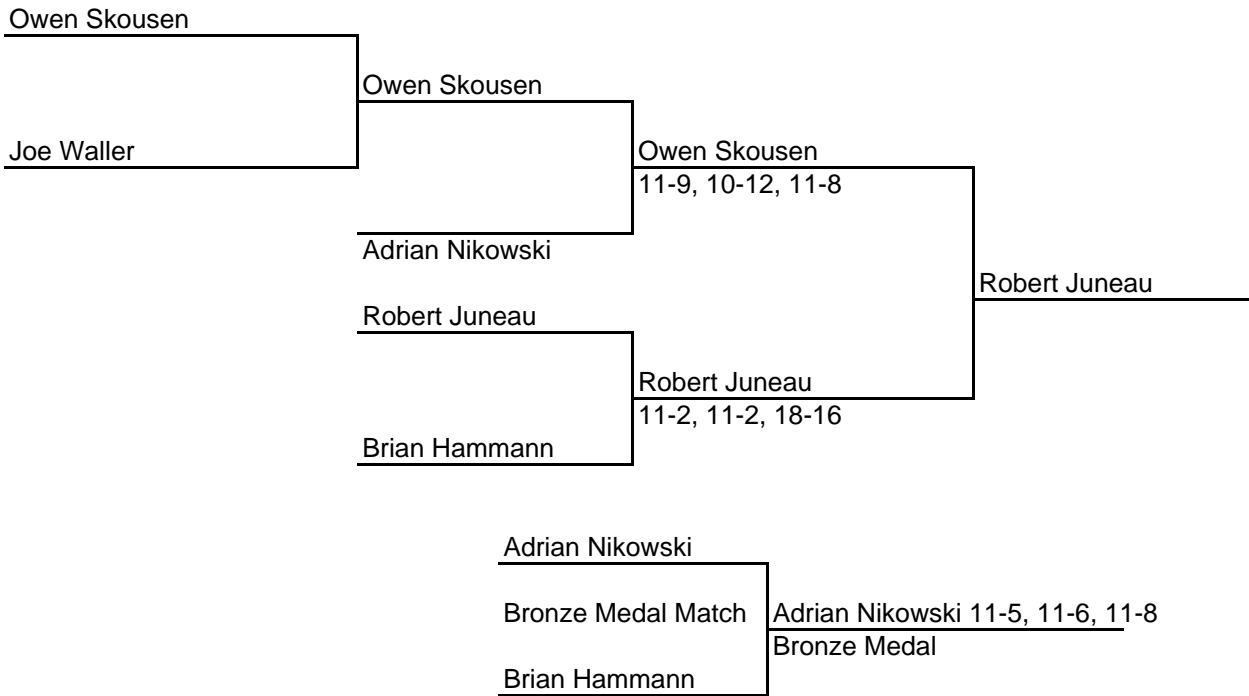 Owen Skousen
Owen Skousen
Joe Waller
Owen Skousen
11-9, 10-12, 11-8
Adrian Nikowski
Robert Juneau
Robert Juneau
Robert Juneau
11-2, 11-2, 18-16
Brian Hammann
Adrian Nikowski
Bronze Medal Match
Adrian Nikowski 11-5, 11-6, 11-8
Bronze Medal
Brian Hammann